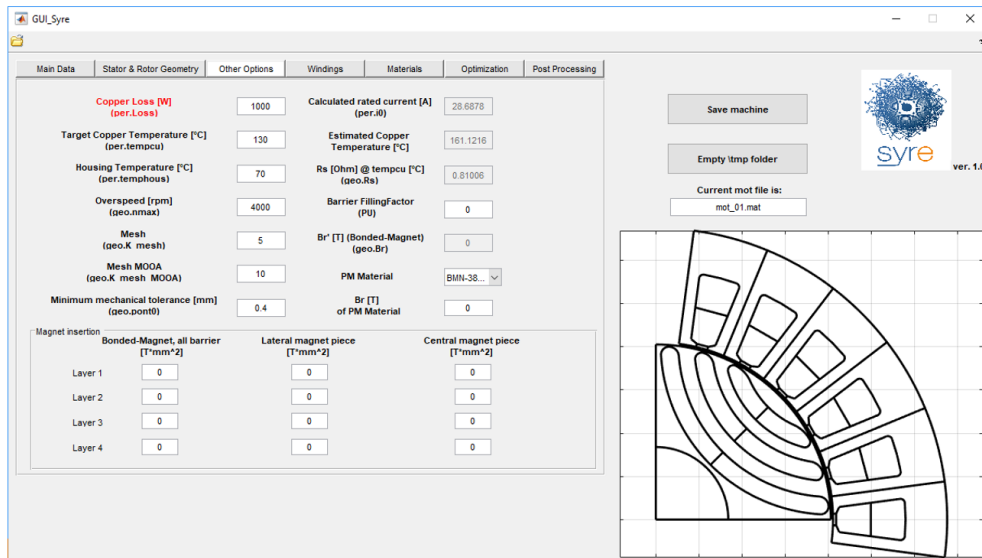 GUI_Syre
Main Data
Stator & Rotor Geometry
Other Options
Windings
Materials
Optimization
Post Processing
Copper Loss [W]
(per.Loss)
1000
Calculated rated current [A]
(per.i0)
28.6878
Target Copper Temperature [°C]
(per.tempcu)
130
Estimated Copper
Temperature [°C]
161.1216
Housing Temperature [°C]
(per.temphous)
70
Rs [Ohm] @ tempcu [°C]
(geo.Rs)
0.81006
Overspeed [rpm]
(geo.nmax)
4000
Barrier FillingFactor
(PU)
0
Mesh
(geo.K_mesh)
5
Br' [T] (Bonded-Magnet)
(geo.Br)
0
Mesh MOOA
(geo.K_mesh_MOOA)
10
PM Material
BMN-38...
Minimum mechanical tolerance [mm]
(geo.pont0)
0.4
Br [T]
of PM Material
0
Magnet insertion
Bonded-Magnet, all barrier
[T*mm^2]
Lateral magnet piece
[T*mm^2]
Central magnet piece
[T*mm^2]
Layer 1
0
0
0
Layer 2
0
0
0
Layer 3
0
0
0
Layer 4
0
0
0
Save machine
Empty \tmp folder
Current mot file is:
mot_01.mat
syre